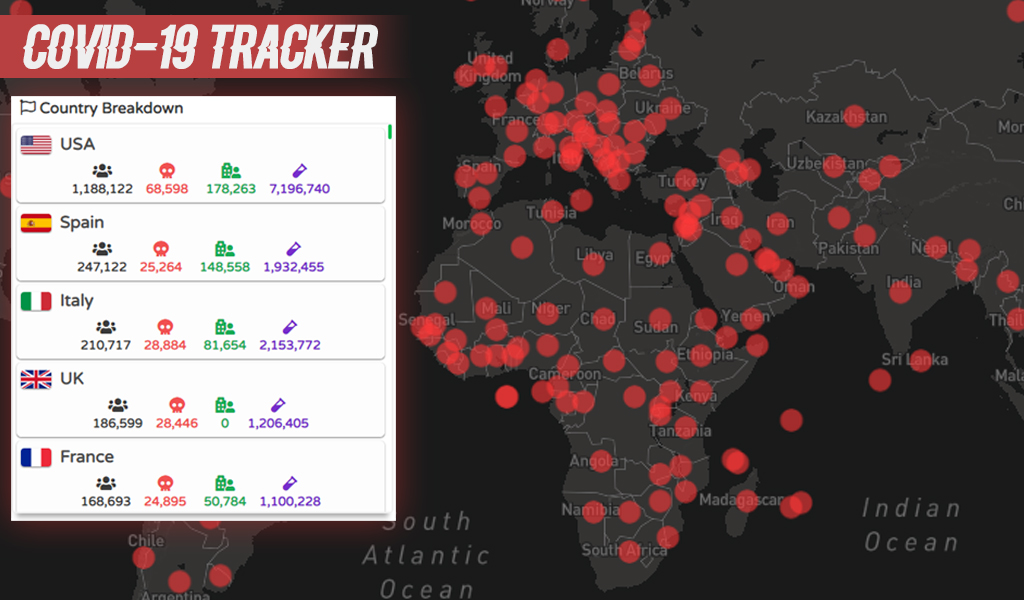 COVID-19 TRACKER
Country Breakdown
USA
1,188,122 68,598 178,263 7,196,740
Spain
247,122 25,264 148,558 1,932,455
Italy
210,717 28,884 81,654 2,153,772
UK
186,599 28,446 0 1,206,405
France
168,693 24,895 50,784 1,100,228
Norway
United
Kingdom
Belarus
Ukraine
France
Kazakhstan
Uzbekistan
Spain
Turkey
Tunisia
Morocco
Iraq
Iran
Libya
Egypt
Pakistan
Nepal
Oman
India
Mali
Niger
Senegal
Chad
Sudan
Yemen
Ethiopia
Sri Lanka
Cameroon
Kenya
Tanzania
Angola
Madagascar
Namibia
South Africa
Indian
Ocean
South
Atlantic
Ocean
Chile
Argentina